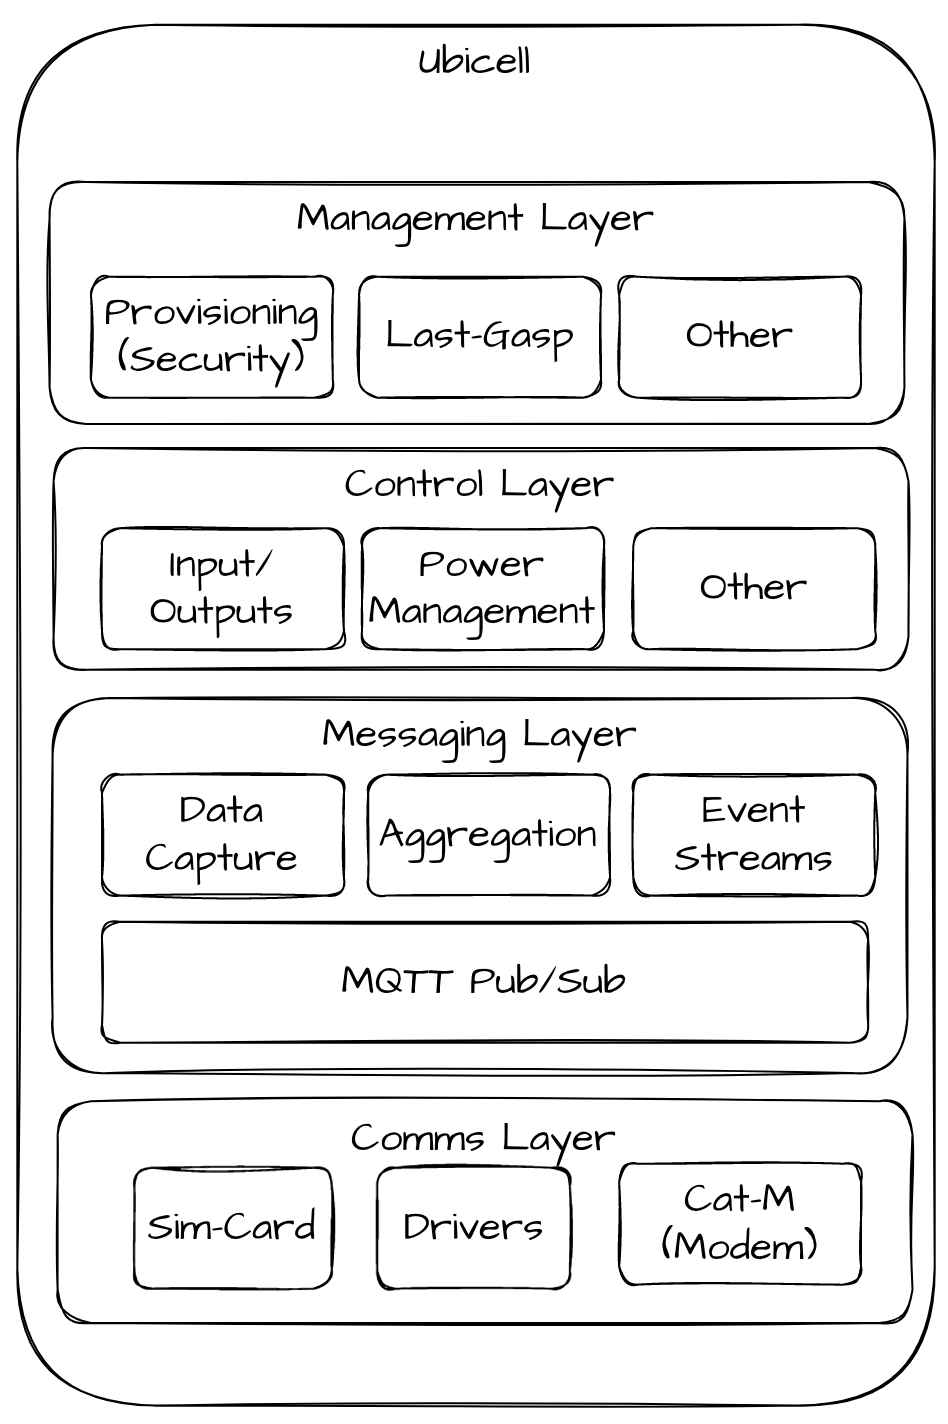 Ubicell
Management Layer
Provisioning
(Security)
Last-Gasp
Other
Control Layer
Input/
Outputs
Power
Management
Other
Messaging Layer
Data
Capture
Aggregation
Event
Streams
MQTT Pub/Sub
Comms Layer
Sim-Card
Drivers
Cat-M
(Modem)